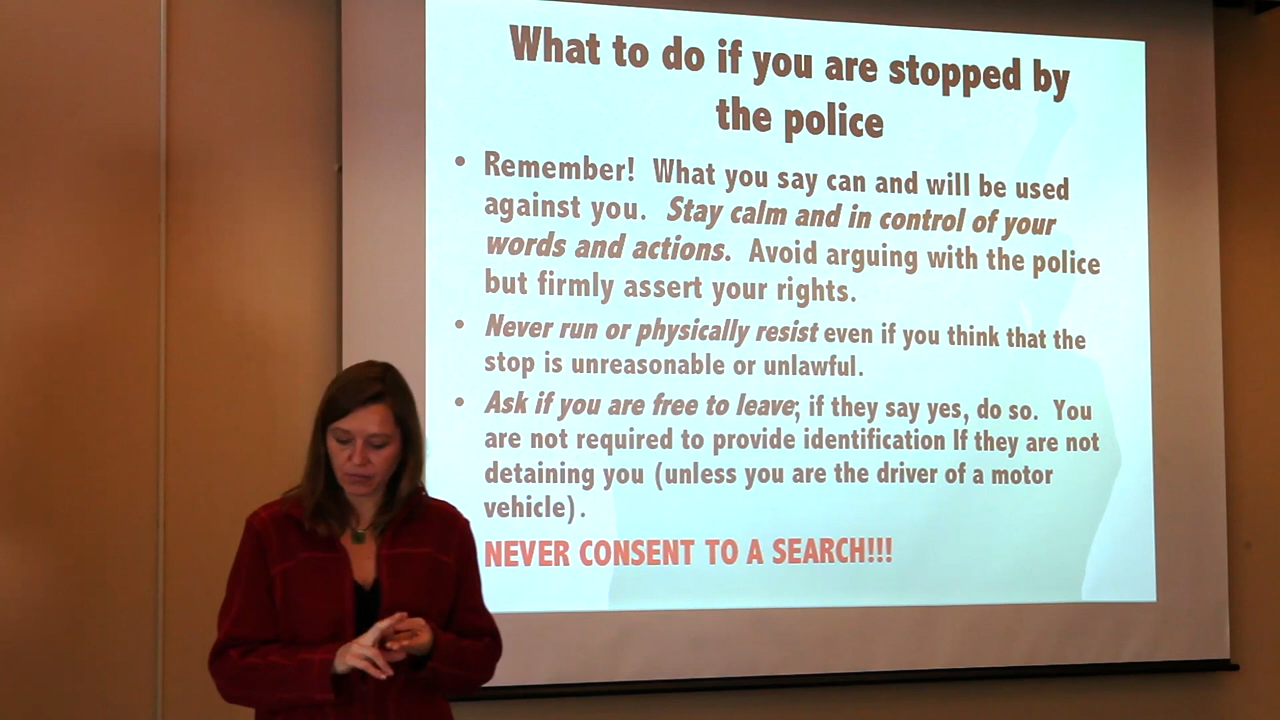 What to do if you are stopped by
the police
• Remember! What you say can and will be used
against you. Stay calm and in control of your
words and actions. Avoid arguing with the police
but firmly assert your rights.
• Never run or physically resist even if you think that the
stop is unreasonable or unlawful.
• Ask if you are free to leave; if they say yes, do so. You
are not required to provide identification If they are not
detaining you (unless you are the driver of a motor
vehicle).
NEVER CONSENT TO A SEARCH!!!